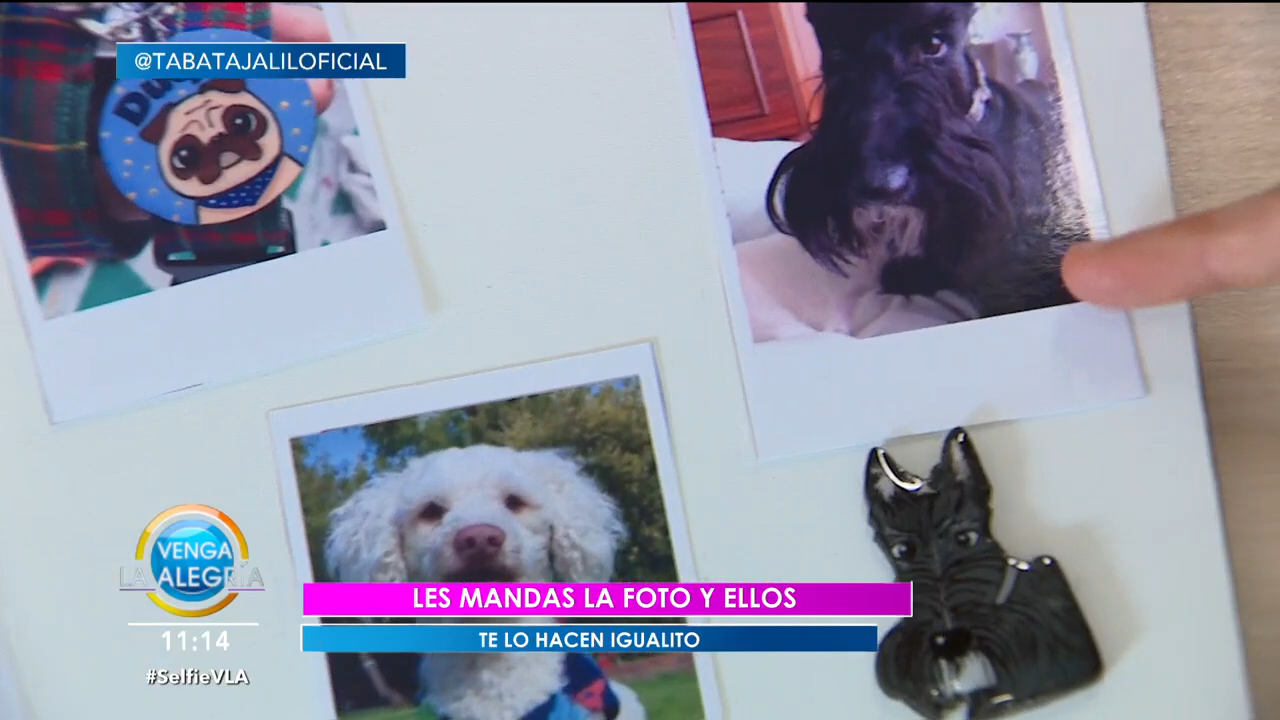 @TABATAJALILOFICIAL
VENGA
LA ALEGRÍA
LES MANDAS LA FOTO Y ELLOS
TE LO HACEN IGUALITO
11:14
#SelfieVLA